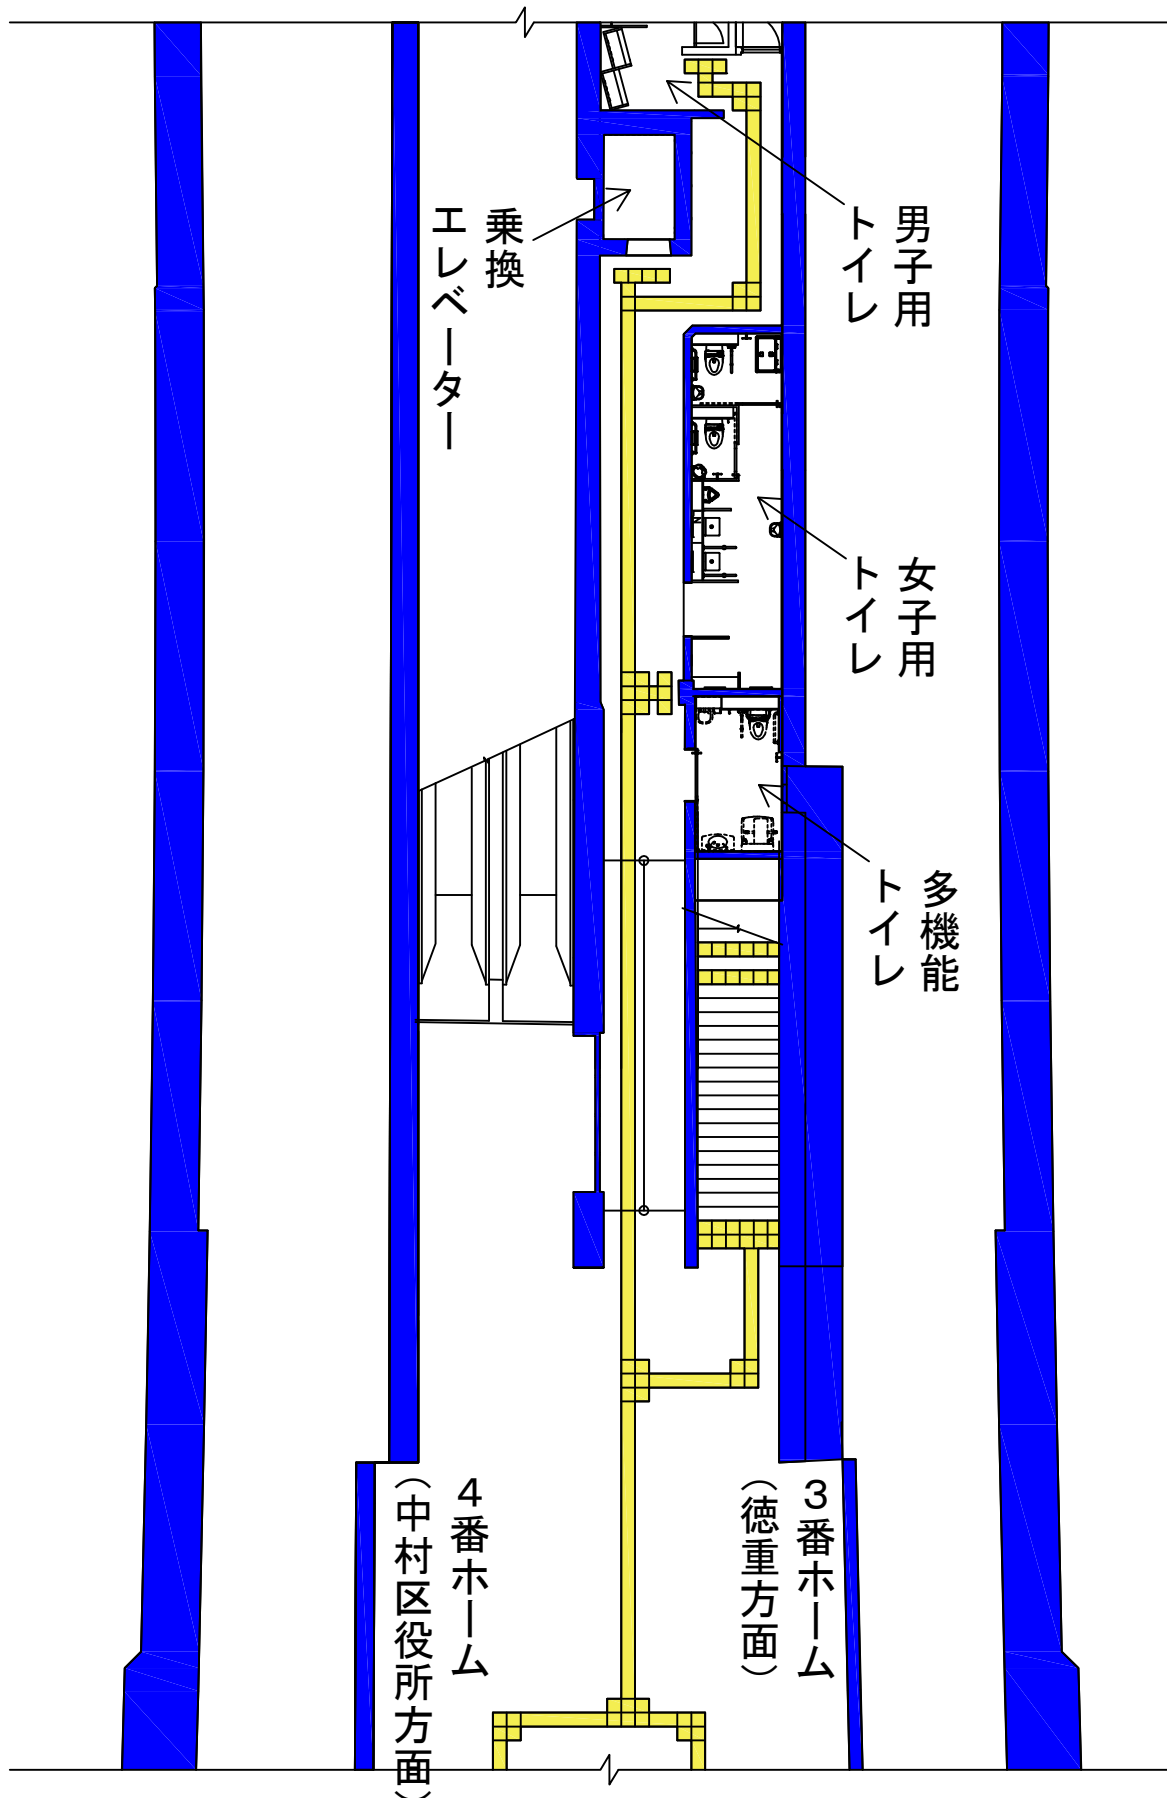 男子用
トイレ
乗換
エレベーター
女子用
トイレ
多機能
トイレ
3番ホーム
（徳重方面）
4番ホーム
（中村区役所方面）